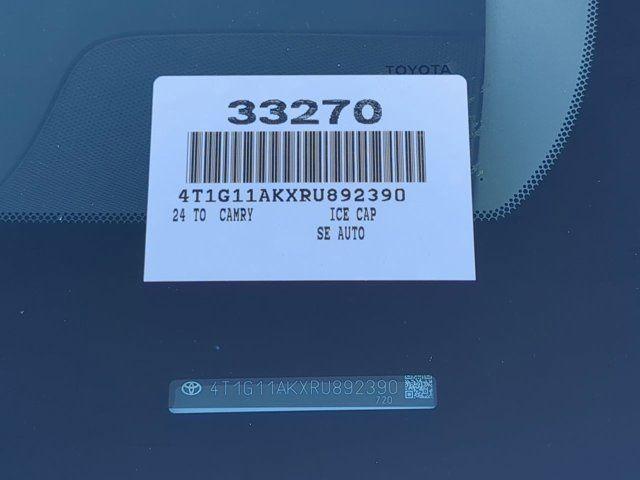 TOYOTA
33270
4T1G11AKXRU892390
24 TO CAMRY ICE CAP
SE AUTO
4T1G11AKXRU892390
720